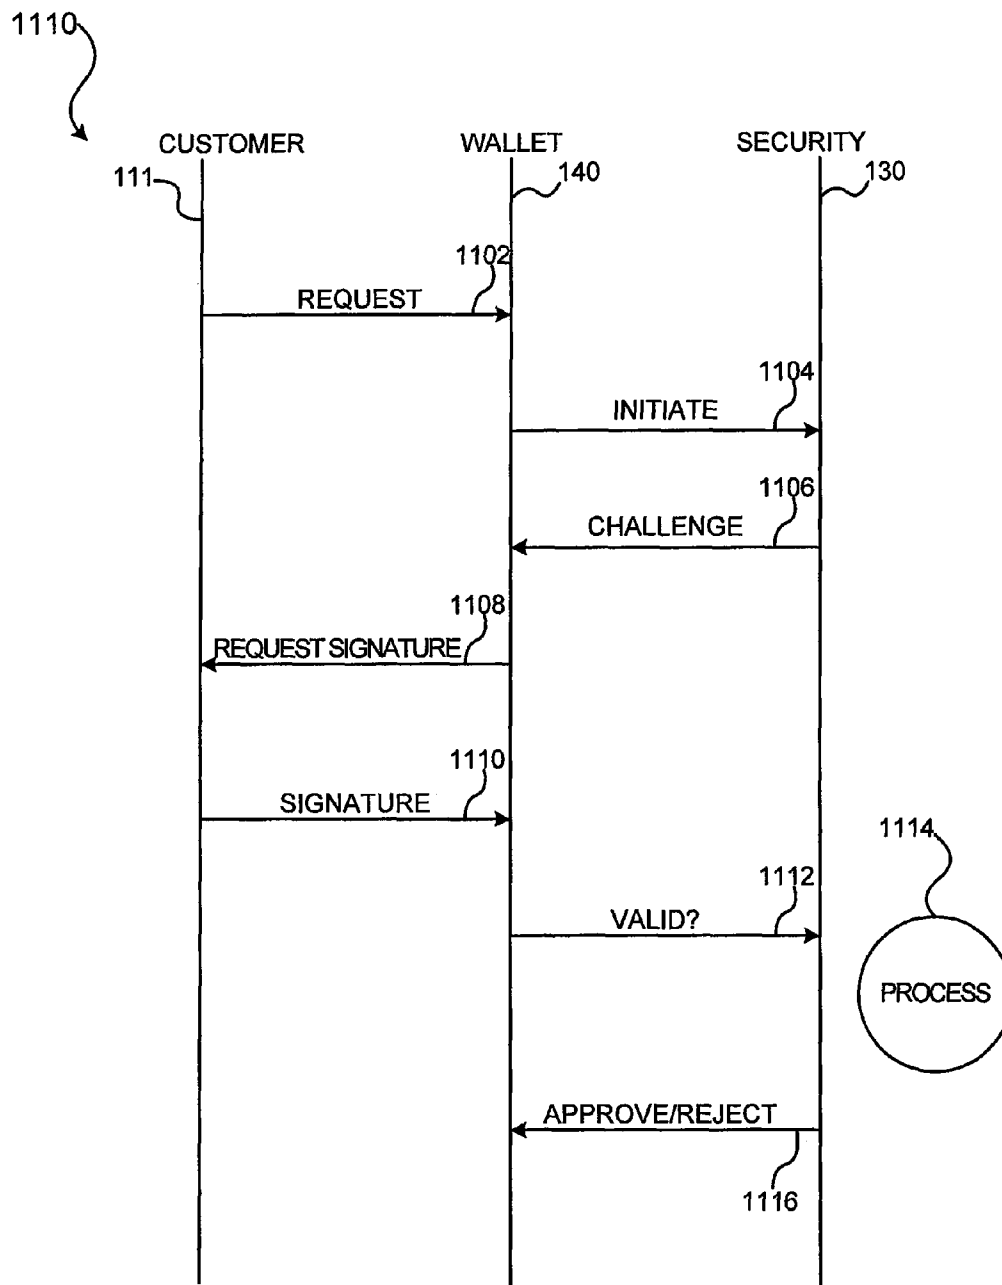 1110
CUSTOMER WALLET SECURITY
111 140 130
1102
REQUEST
1104
INITIATE
1106
CHALLENGE
1108
REQUEST SIGNATURE
1110
SIGNATURE
1114
1112
VALID?
PROCESS
APPROVE/REJECT
1116